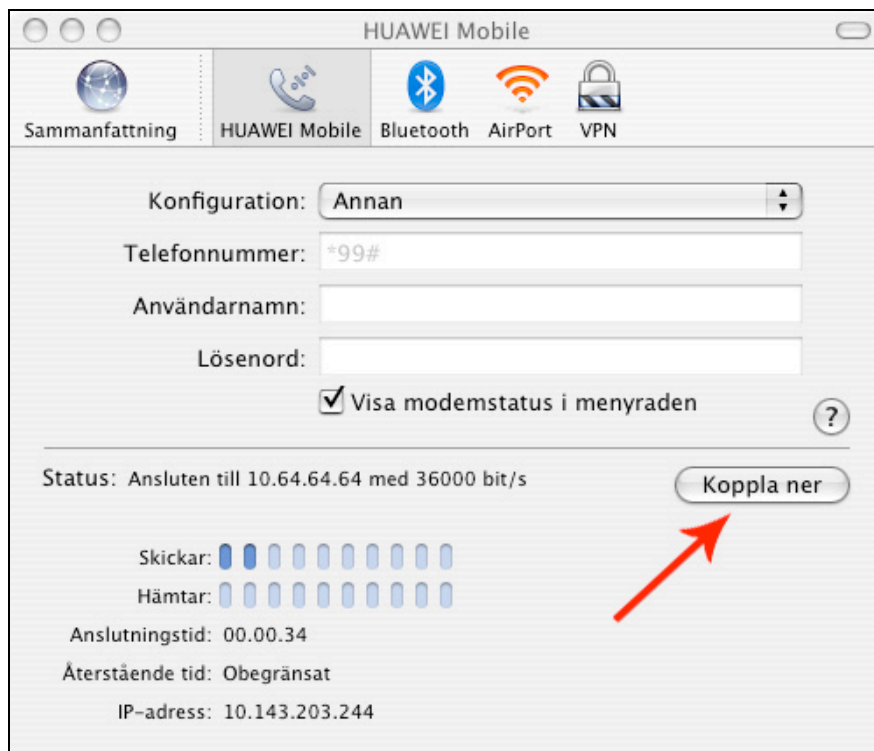 HUAWEI Mobile
Sammanfattning HUAWEI Mobile Bluetooth AirPort VPN
Konfiguration: Annan
Telefonnummer: *99#
Användarnamn:
Lösenord:
Visa modemstatus i menyraden
?
Status: Ansluten till 10.64.64.64 med 36000 bit/s
Koppla ner
Skickar:
Hämtar:
Anslutningstid: 00.00.34
Återstående tid: Obegränsat
IP-adress: 10.143.203.244